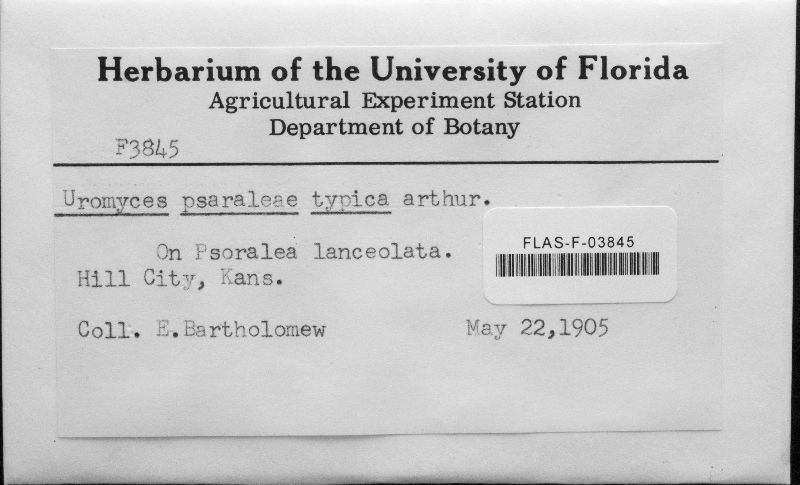 Herbarium of the University of Florida
Agricultural Experiment Station
Department of Botany
F3845
Uromyces psaraleae typica arthur.
FLAS-F-03845
On Psoralea lanceolata.
Hill City, Kans.
Coll. E.Bartholomew May 22,1905